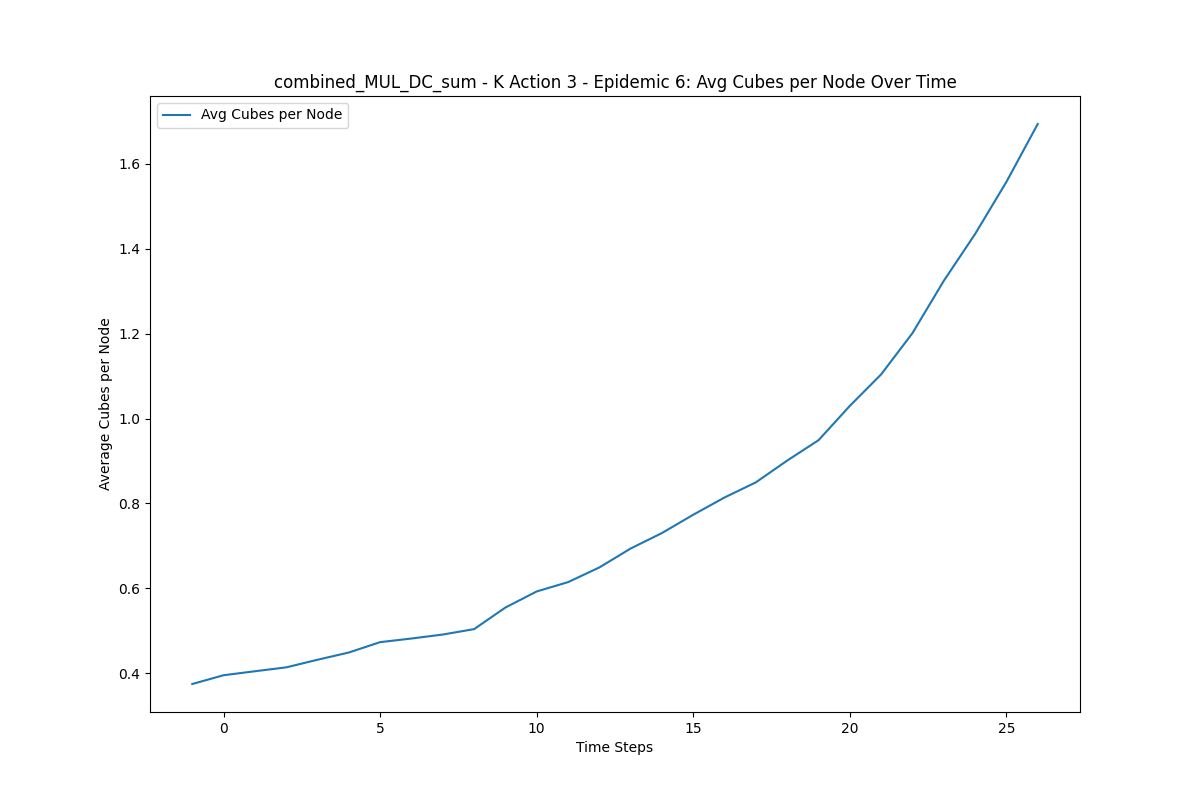 combined_MUL_DC_sum - K Action 3 - Epidemic 6: Avg Cubes per Node Over Time
Avg Cubes per Node
Average Cubes per Node
1.6
1.4
1.2
1.0
0.8
0.6
0.4
0 5 10 15 20 25
Time Steps